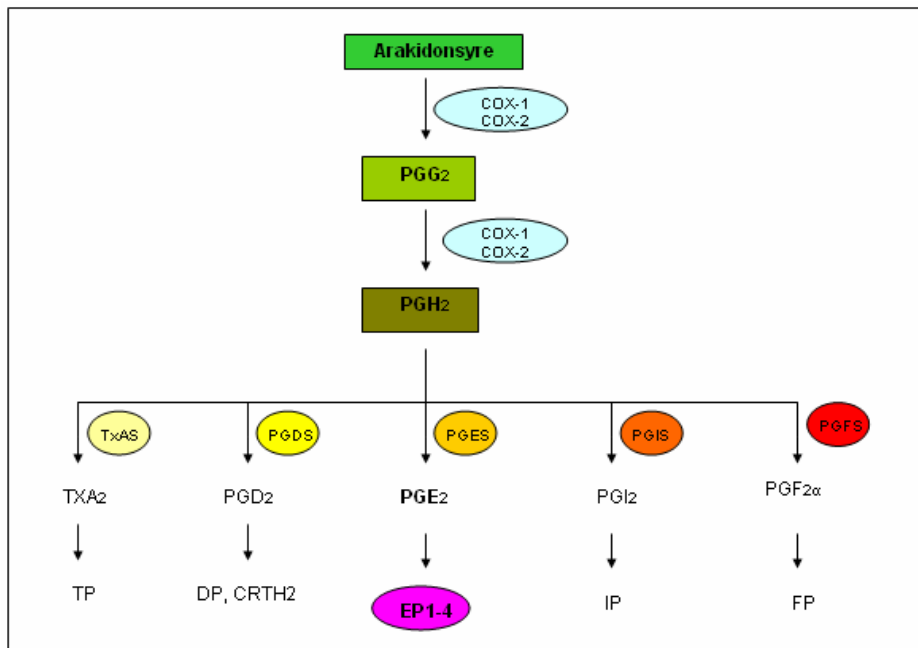 Arakidonsyre
COX-1
COX-2
PGG2
COX-1
COX-2
PGH2
TxAS
PGDS
PGES
PGIS
PGFS
TXA2
PGD2
PGE2
PGI2
PGF2α
TP
DP, CRTH2
EP1-4
IP
FP